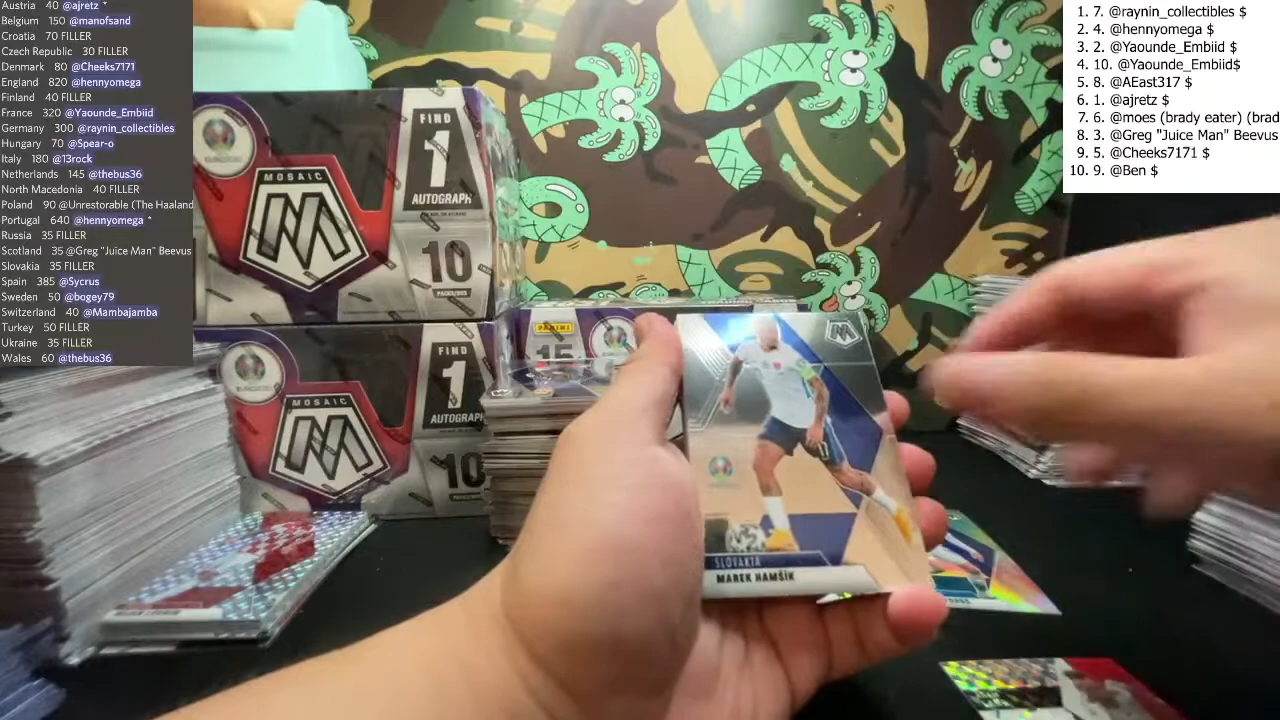 Austria 40 @ajretz *
Belgium 150 @manofsand
Croatia 70 FILLER
Czech Republic 30 FILLER
Denmark 80 @Cheeks7171
England 820 @hennyomega
Finland 40 FILLER
France 320 @Yaounde_Embiid
Germany 300 @raynin_collectibles
Hungary 70 @Spear-o
Italy 180 @13rock
Netherlands 145 @thebus36
North Macedonia 40 FILLER
Poland 90 @Unrestorable (The Haaland
Portugal 640 @hennyomega *
Russia 35 FILLER
Scotland 35 @Greg "Juice Man" Beevus
Slovakia 35 FILLER
Spain 385 @Sycrus
Sweden 50 @bogey79
Switzerland 40 @Mambajamba
Turkey 50 FILLER
Ukraine 35 FILLER
Wales 60 @thebus36
1. 7. @raynin_collectibles $
2. 4. @hennyomega $
3. 2. @Yaounde_Embiid $
4. 10. @Yaounde_Embiid$
5. 8. @AEast317 $
6. 1. @ajretz $
7. 6. @moes (brady eater) (brad
8. 3. @Greg "Juice Man" Beevus
9. 5. @Cheeks7171 $
10. 9. @Ben $
MOSAIC
FIND
1
AUTOGRAPH
10
PACKS/BOX
MOSAIC
FIND
1
AUTOGRAPH
10
PANINI
15
SLOVAKIA
MAREK HAMŠÍK